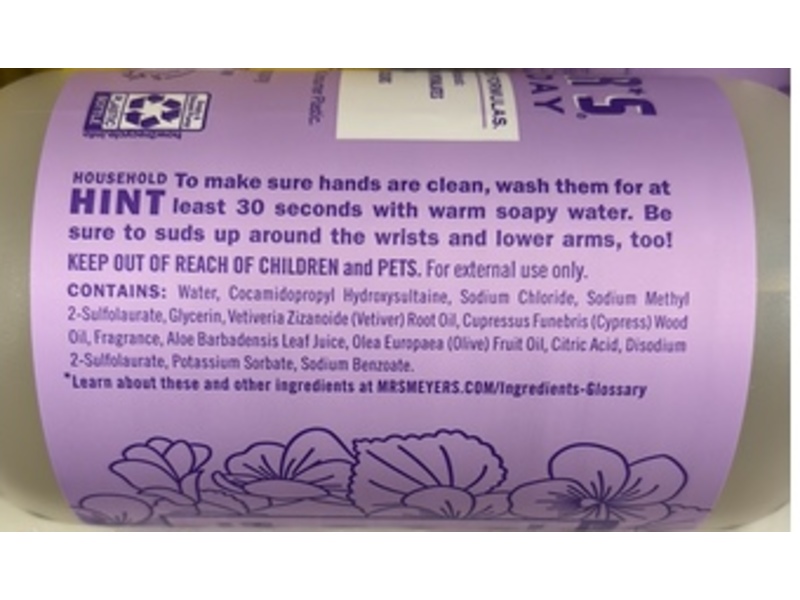 R'S
DAY
FORMULAS.
HOUSEHOLD To make sure hands are clean, wash them for at
HINT least 30 seconds with warm soapy water. Be
sure to suds up around the wrists and lower arms, too!
KEEP OUT OF REACH OF CHILDREN and PETS. For external use only.
CONTAINS: Water, Cocamidopropyl Hydroxysultaine, Sodium Chloride, Sodium Methyl
2-Sulfolaurate, Glycerin, Vetiveria Zizanoide (Vetiver) Root Oil, Cupressus Funebris (Cypress) Wood
Oil, Fragrance, Aloe Barbadensis Leaf Juice, Olea Europaea (Olive) Fruit Oil, Citric Acid, Disodium
2-Sulfolaurate, Potassium Sorbate, Sodium Benzoate.
*Learn about these and other ingredients at MRSMEYERS.COM/Ingredients-Glossary